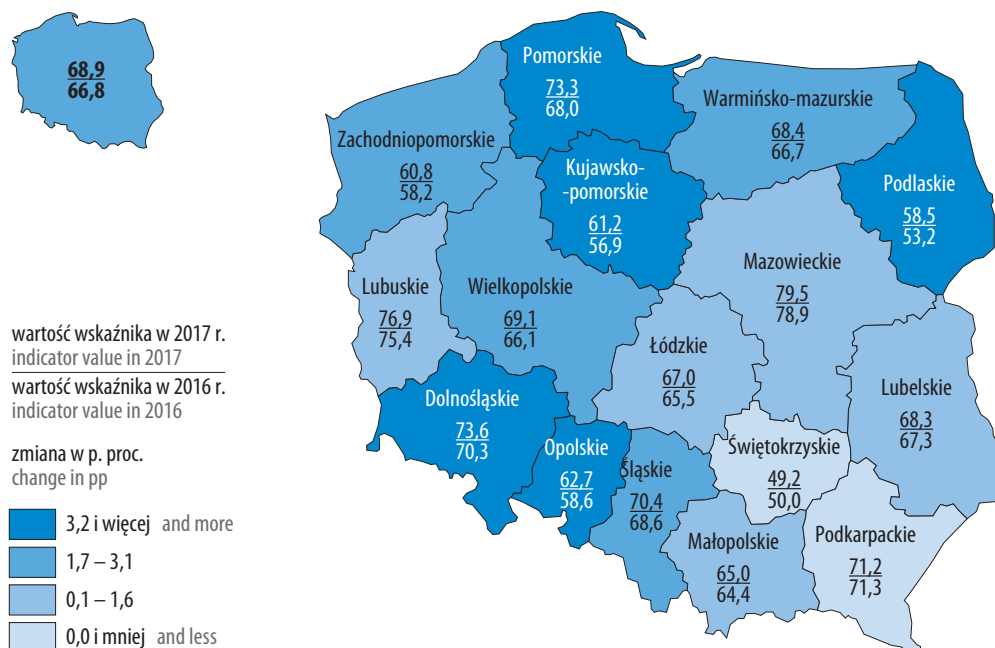 68,9
66,8
Pomorskie
73,3
68,0
Warmińsko-mazurskie
68,4
66,7
Zachodniopomorskie
60,8
58,2
Kujawsko-
-pomorskie
61,2
56,9
Podlaskie
58,5
53,2
Mazowieckie
79,5
78,9
Lubuskie
76,9
75,4
Wielkopolskie
69,1
66,1
Łódzkie
67,0
65,5
Lubelskie
68,3
67,3
Dolnośląskie
73,6
70,3
Opolskie
62,7
58,6
Śląskie
70,4
68,6
Świętokrzyskie
49,2
50,0
Małopolskie
65,0
64,4
Podkarpackie
71,2
71,3
wartość wskaźnika w 2017 r.
indicator value in 2017
wartość wskaźnika w 2016 r.
indicator value in 2016
zmiana w p. proc.
change in pp
3,2 i więcej and more
1,7 – 3,1
0,1 – 1,6
0,0 i mniej and less